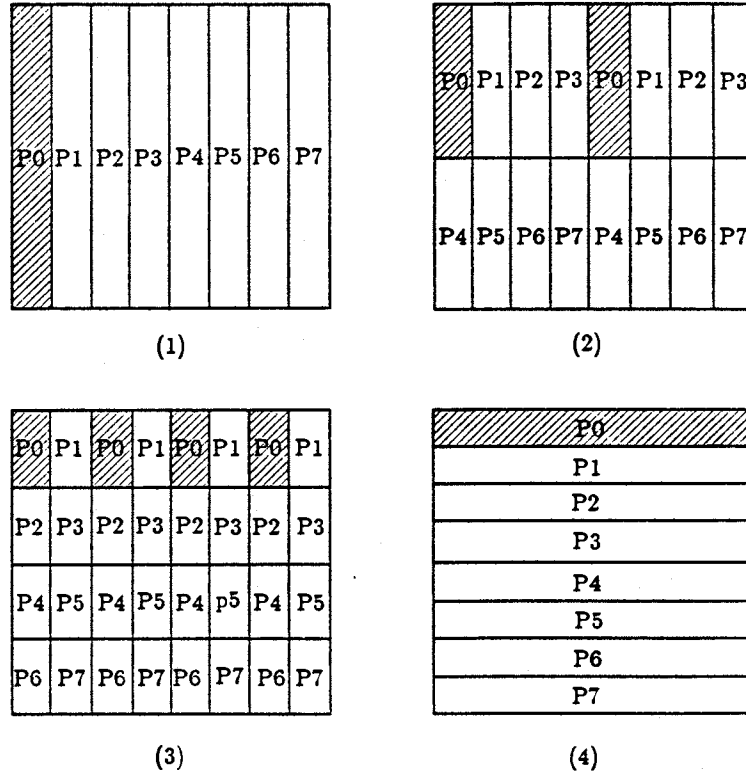 P0 P1 P2 P3 P4 P5 P6 P7
(1)
P0 P1 P2 P3 P0 P1 P2 P3
P4 P5 P6 P7 P4 P5 P6 P7
(2)
P0 P1 P0 P1 P0 P1 P0 P1
P2 P3 P2 P3 P2 P3 P2 P3
P4 P5 P4 P5 P4 p5 P4 P5
P6 P7 P6 P7 P6 P7 P6 P7
(3)
P0
P1
P2
P3
P4
P5
P6
P7
(4)